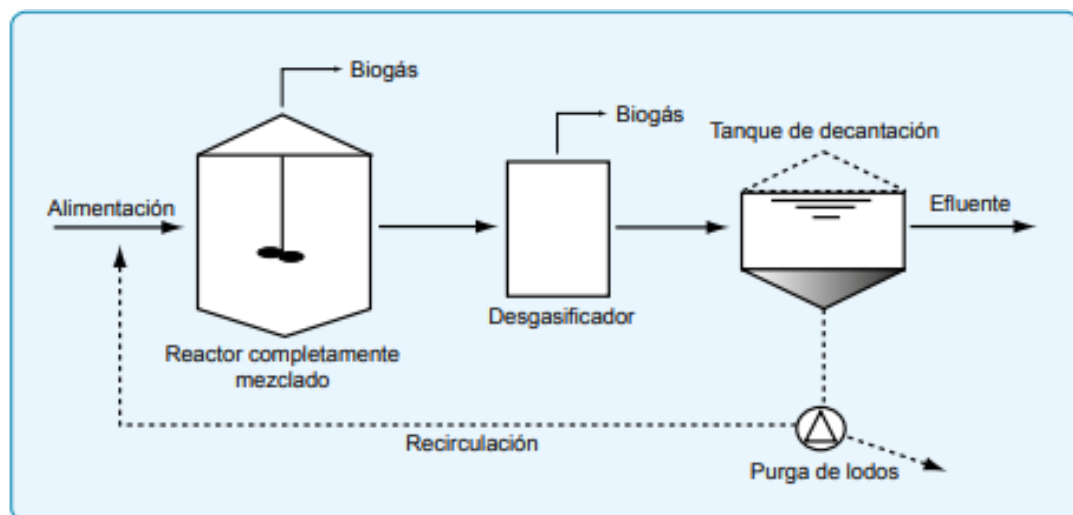 Biogás
Biogás
Tanque de decantación
Alimentación
Efluente
Desgasificador
Reactor completamente
mezclado
Recirculación
Purga de lodos